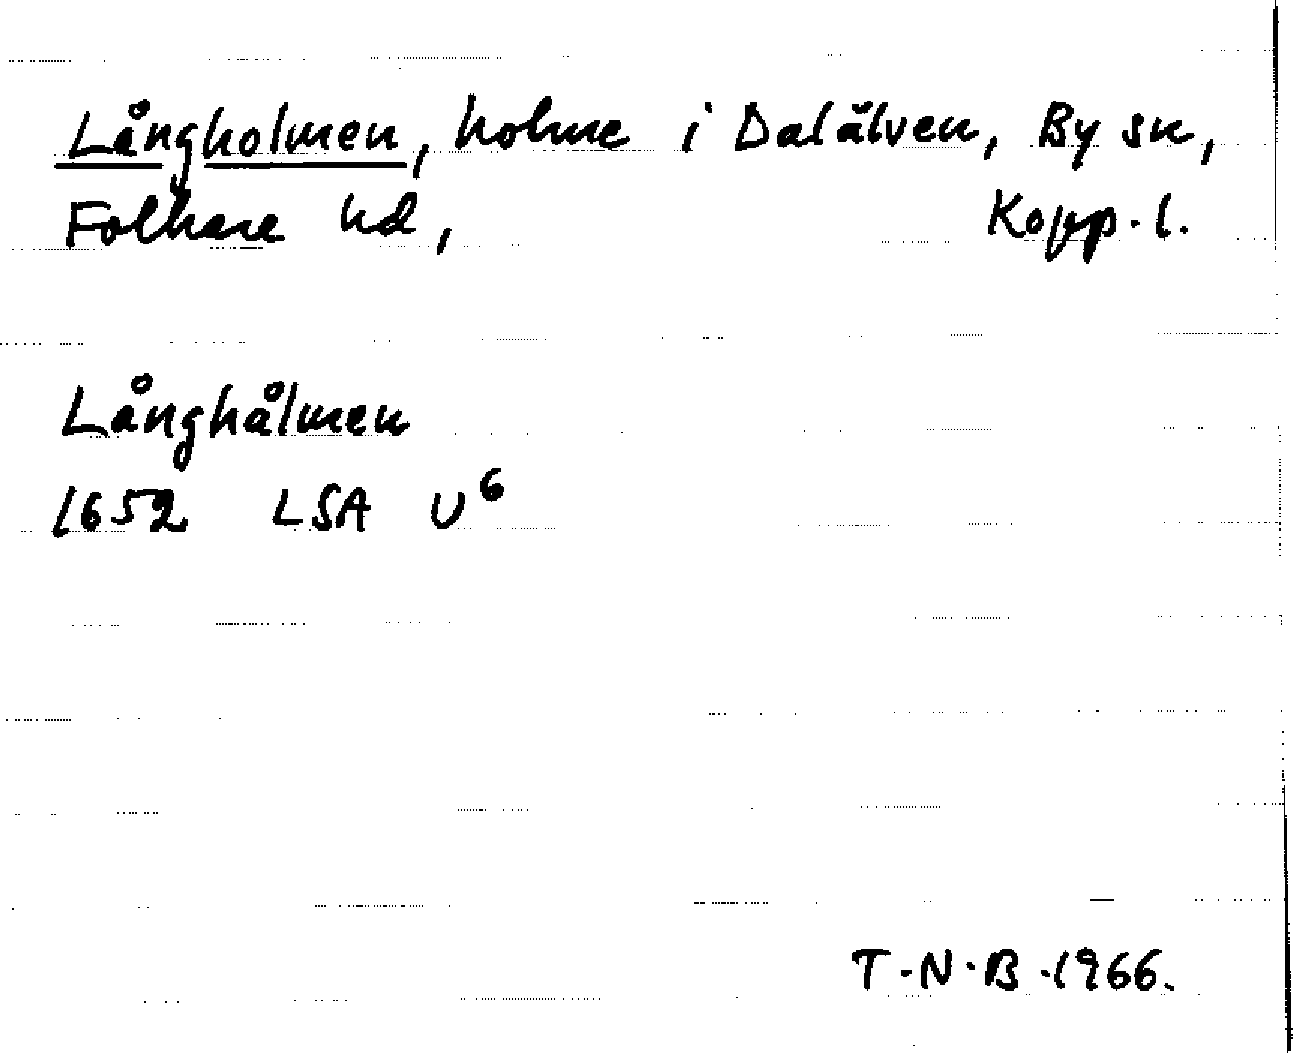 Långholmen, holme i Dalälven, By sn,
Folkare hd, Kopp. l.
Långhålmen
1652 LSA U⁶
T.N.B. 1966.